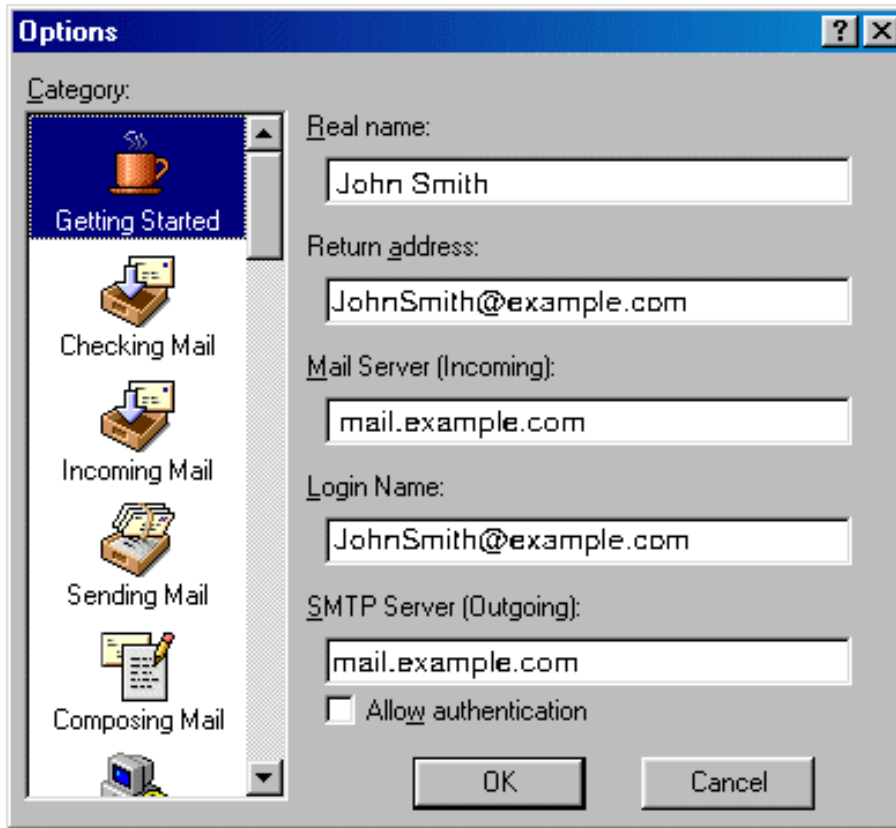 Options
Category:
Getting Started
Checking Mail
Incoming Mail
Sending Mail
Composing Mail
Real name:
John Smith
Return address:
JohnSmith@example.com
Mail Server (Incoming):
mail.example.com
Login Name:
JohnSmith@example.com
SMTP Server (Outgoing):
mail.example.com
Allow authentication
OK
Cancel